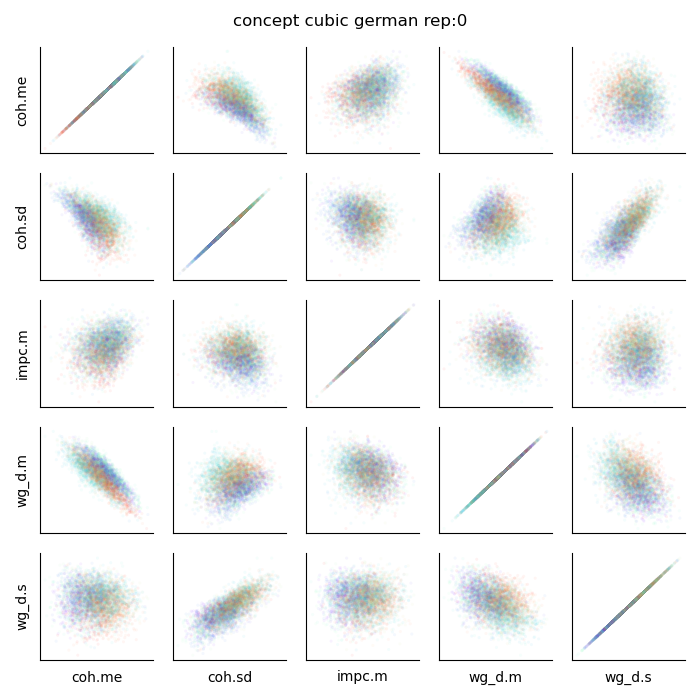 concept cubic german rep:0
coh.me
coh.sd
impc.m
wg_d.m
wg_d.s
coh.me
coh.sd
impc.m
wg_d.m
wg_d.s